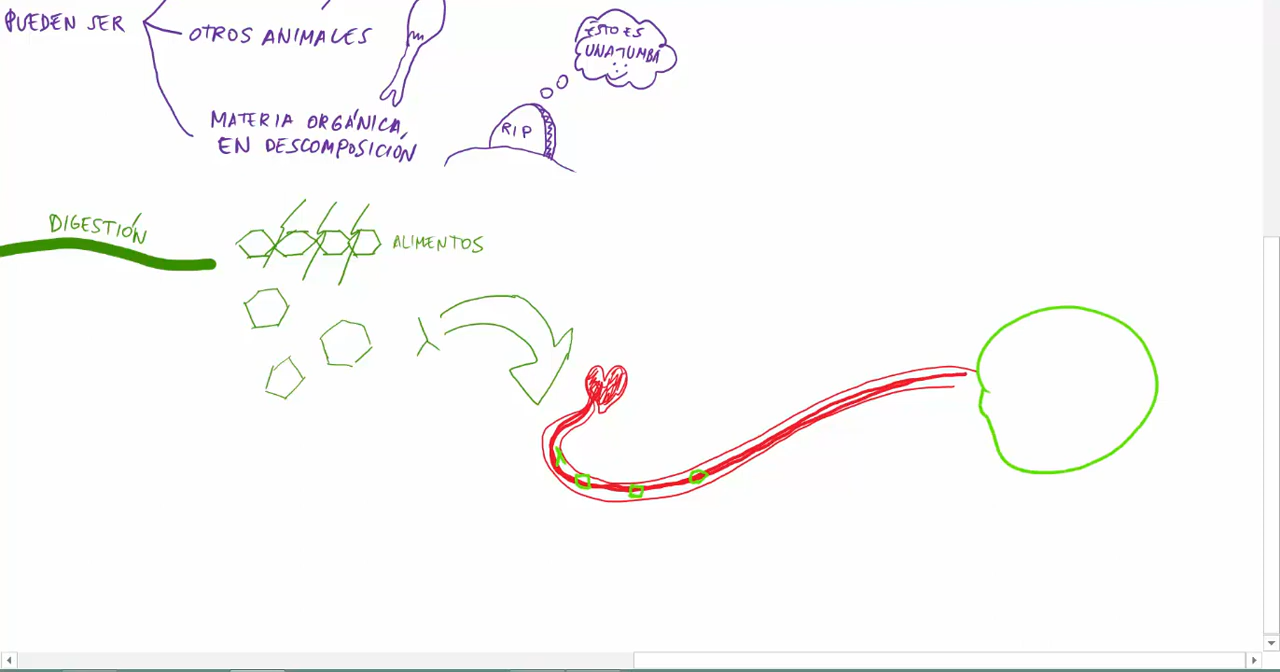 PUEDEN SER
OTROS ANIMALES
ESTO ES
UNA TUMBA
RIP
MATERIA ORGÁNICA
EN DESCOMPOSICIÓN
DIGESTIÓN
ALIMENTOS